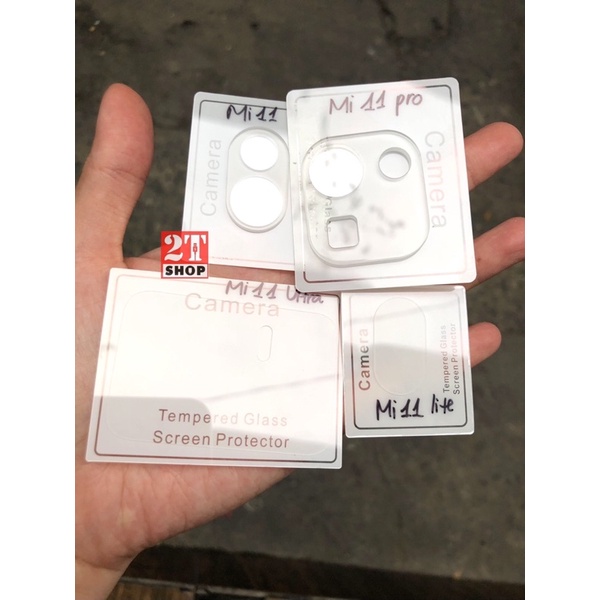 Mi 11
Camera
Mi 11 pro
Camera
2T
SHOP
Mi 11 Ultra
Camera
Tempered Glass
Screen Protector
Camera
Tempered Glass
Screen Protector
Mi 11 lite